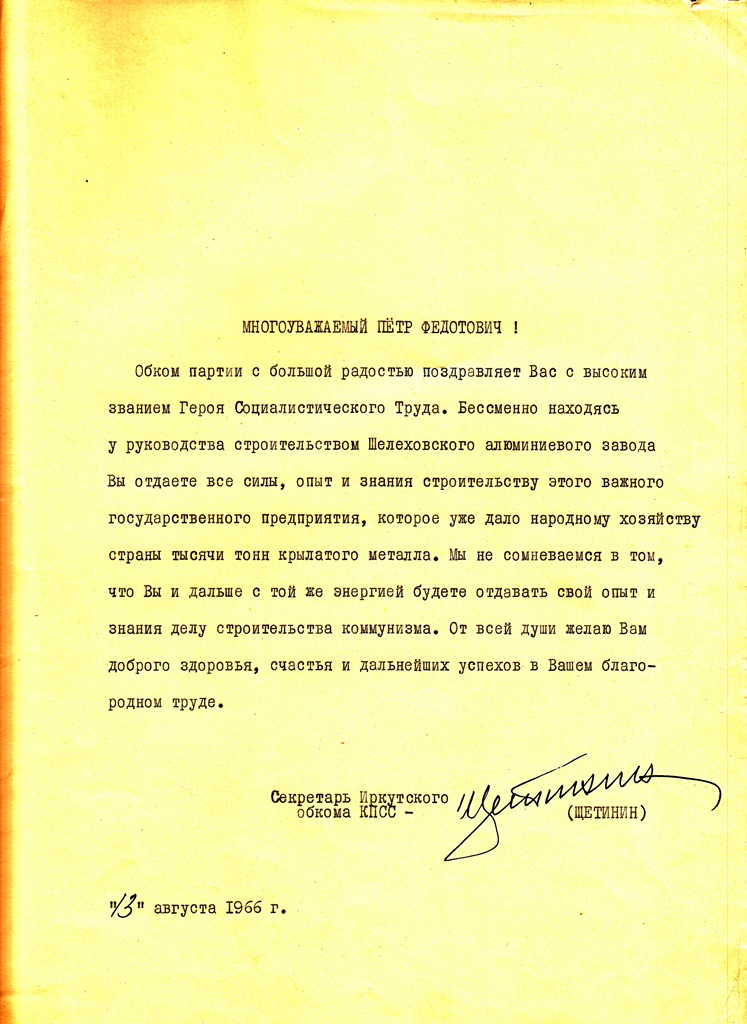 МНОГОУВАЖАЕМЫЙ ПЁТР ФЕДОТОВИЧ !
Обком партии с большой радостью поздравляет Вас с высоким
званием Героя Социалистического Труда. Бессменно находясь
у руководства строительством Шелеховского алюминиевого завода
Вы отдаете все силы, опыт и знания строительству этого важного
государственного предприятия, которое уже дало народному хозяйству
страны тысячи тонн крылатого металла. Мы не сомневаемся в том,
что Вы и дальше с той же энергией будете отдавать свой опыт и
знания делу строительства коммунизма. От всей души желаю Вам
доброго здоровья, счастья и дальнейших успехов в Вашем благо-
родном труде.
Секретарь Иркутского
обкома КПСС – Щетинин (ЩЕТИНИН)
"13" августа 1966 г.